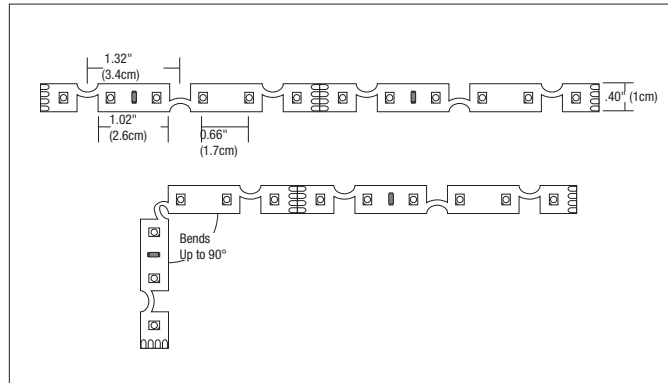 1.32"
(3.4cm)
.40" (1cm)
1.02"
(2.6cm)
0.66"
(1.7cm)
Bends
Up to 90°